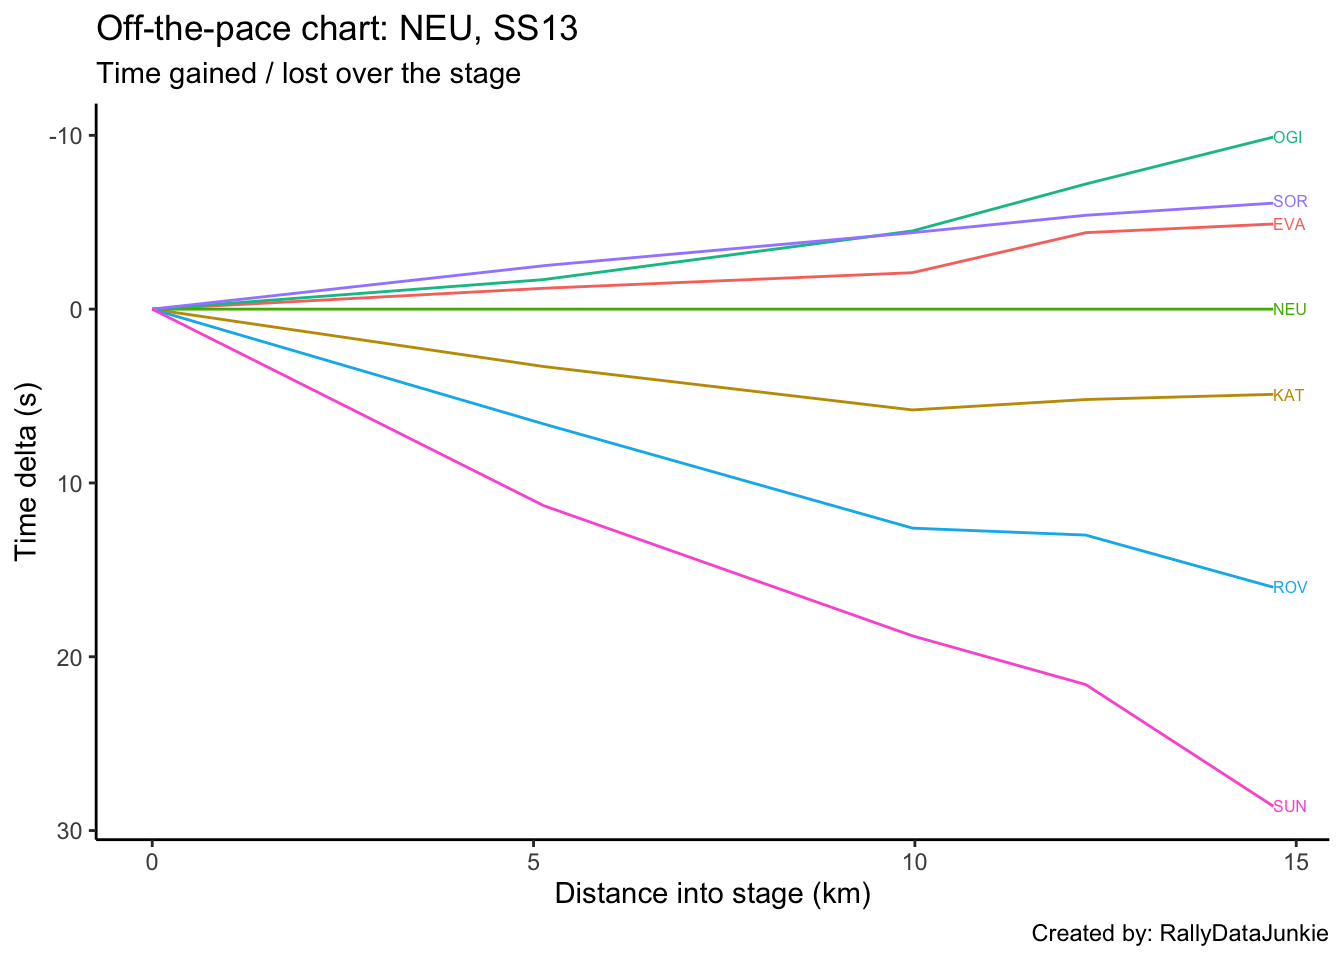 Off-the-pace chart: NEU, SS13
Time gained / lost over the stage
-10
0
10
20
30
Time delta (s)
OGI
SOR
EVA
NEU
KAT
ROV
SUN
0 5 10 15
Distance into stage (km)
Created by: RallyDataJunkie